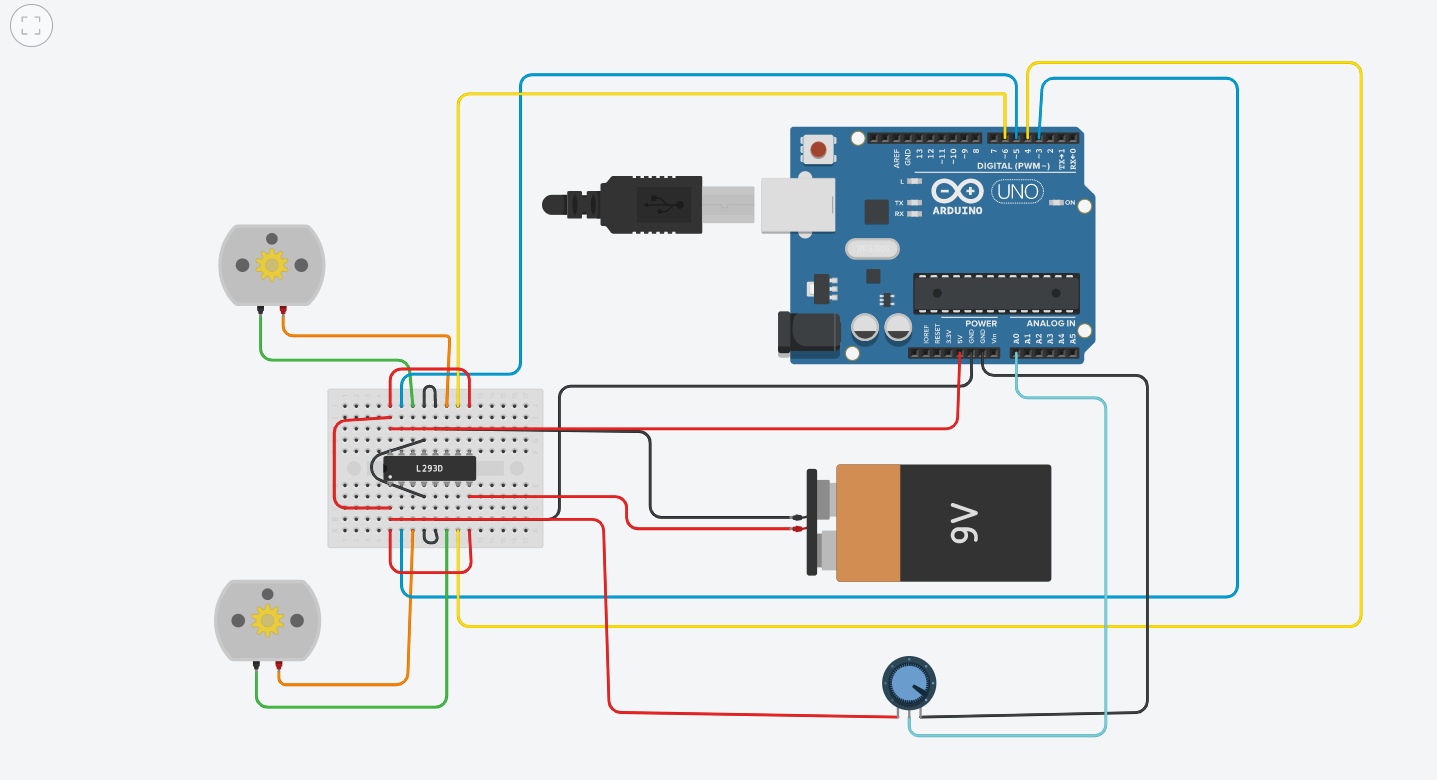 AREF
GND
13
12
~11
~10
~9
8
7
~6
~5
4
~3
2
TX→1
RX←0
DIGITAL (PWM~)
L
TX
RX
UNO
ON
ARDUINO
POWER
ANALOG IN
IOREF
RESET
3.3V
5V
GND
GND
Vin
A0
A1
A2
A3
A4
A5
L293D
9V